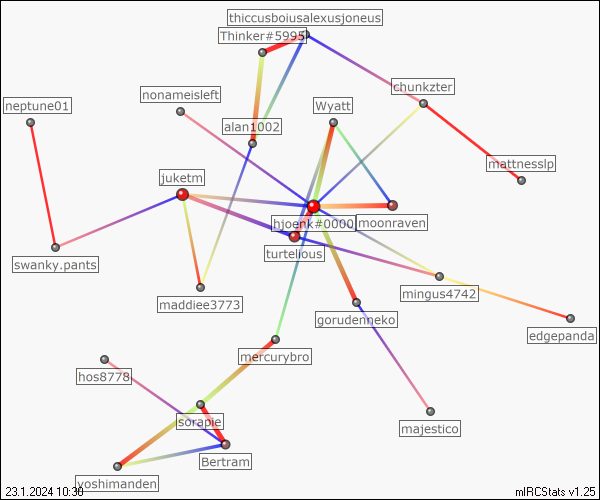 thiccusboiusalexusjoneus
Thinker#5995
chunkzter
nonameisleft
neptune01
Wyatt
alan1002
mattnesslp
juketm
hjoenk#0000
moonraven
turtelious
swanky.pants
mingus4742
maddiee3773
gorudenneko
edgepanda
mercurybro
hos8778
sorapie
majestico
Bertram
yoshimanden
23.1.2024 10:30
mIRCStats v1.25